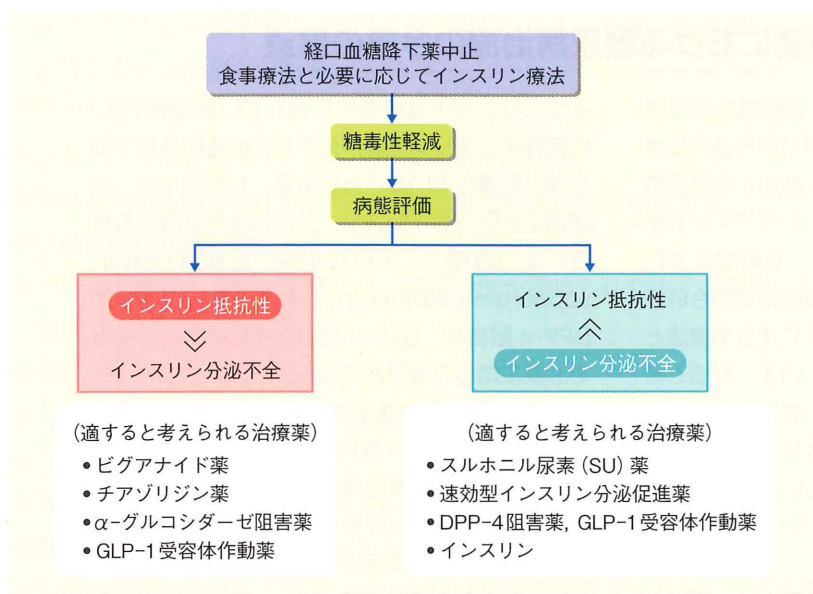 経口血糖降下薬中止
食事療法と必要に応じてインスリン療法
糖毒性軽減
病態評価
インスリン抵抗性
インスリン分泌不全
インスリン抵抗性
インスリン分泌不全
(適すると考えられる治療薬)
•ビグアナイド薬
•チアゾリジン薬
•α-グルコシダーゼ阻害薬
•GLP-1受容体作動薬
(適すると考えられる治療薬)
•スルホニル尿素(SU)薬
•速効型インスリン分泌促進薬
•DPP-4阻害薬, GLP-1受容体作動薬
•インスリン